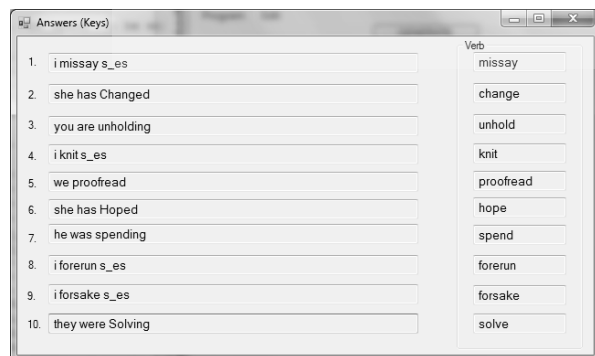 Answers (Keys)
Verb
1. i missay s_es missay
2. she has Changed change
3. you are unholding unhold
4. i knit s_es knit
5. we proofread proofread
6. she has Hoped hope
7. he was spending spend
8. i forerun s_es forerun
9. i forsake s_es forsake
10. they were Solving solve